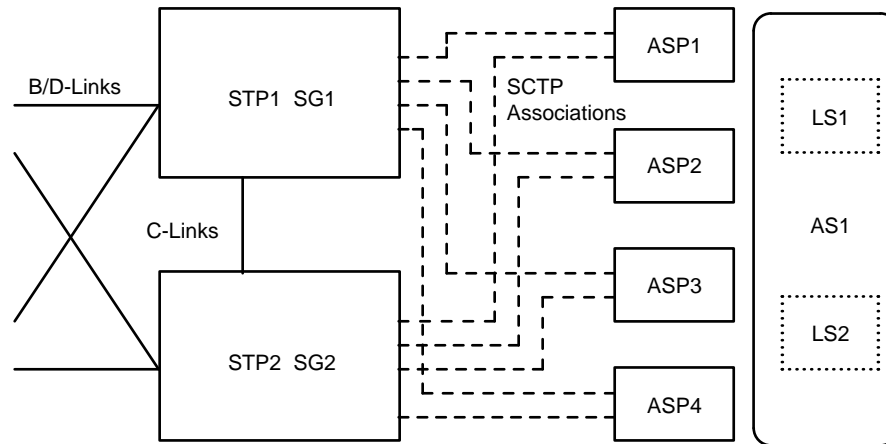 B/D-Links
STP1 SG1
SCTP
Associations
ASP1
LS1
ASP2
C-Links
AS1
ASP3
STP2 SG2
LS2
ASP4